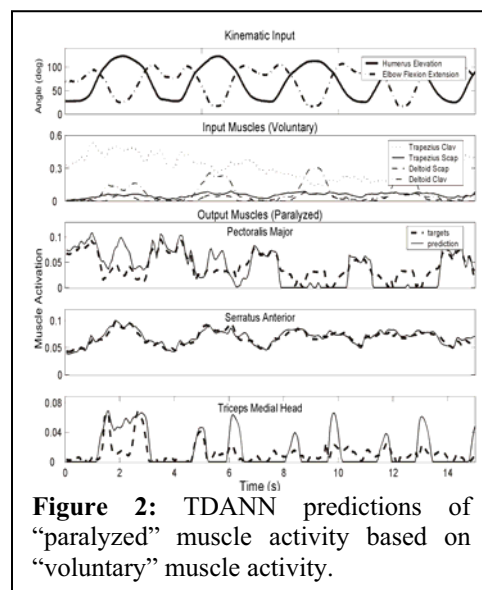 Kinematic Input
Angle (deg)
100
50
0
Humerus Elevation
Elbow Flexion Extension
Input Muscles (Voluntary)
0.6
0.3
0
Trapezius Clav
Trapezius Scap
Deltoid Scap
Deltoid Clav
Output Muscles (Paralyzed)
Pectoralis Major
Muscle Activation
0.1
0.05
0
targets
prediction
Serratus Anterior
0.1
0.05
0
Triceps Medial Head
0.08
0.04
0
0 2 4 6 8 10 12 14
Time (s)
Figure 2: TDANN predictions of
“paralyzed” muscle activity based on
“voluntary” muscle activity.